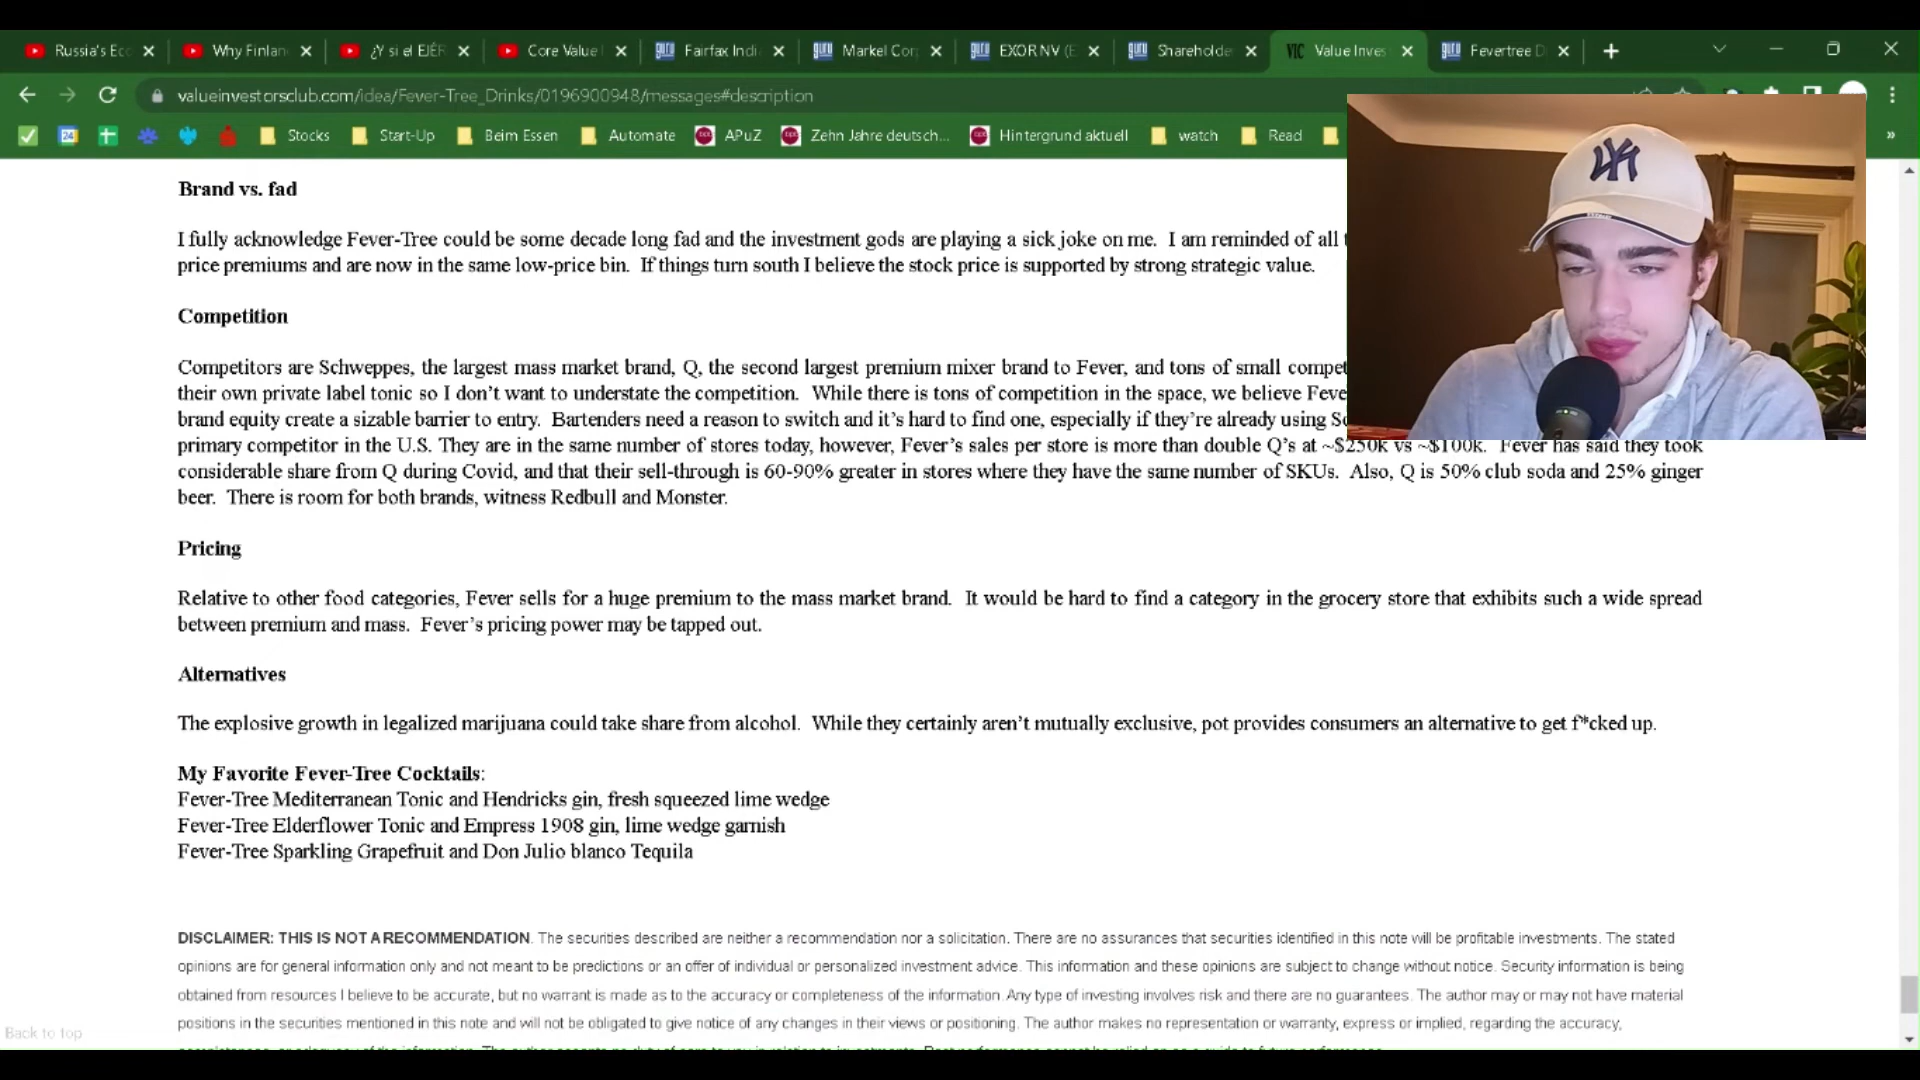 Russia's Ec
Why Finlan
¿Y si el EJÉR
Core Value
Fairfax Indi
Markel Cor
EXOR NV (E
Shareholde
VIC Value Inves
Fevertree D
valueinvestorsclub.com/idea/Fever-Tree_Drinks/0196900948/messages#description
Stocks Start-Up Beim Essen Automate APuZ Zehn Jahre deutsch... Hintergrund aktuell watch Read
Brand vs. fad
I fully acknowledge Fever-Tree could be some decade long fad and the investment gods are playing a sick joke on me. I am reminded of all
price premiums and are now in the same low-price bin. If things turn south I believe the stock price is supported by strong strategic value.
Competition
Competitors are Schweppes, the largest mass market brand, Q, the second largest premium mixer brand to Fever, and tons of small compet
their own private label tonic so I don't want to understate the competition. While there is tons of competition in the space, we believe Feve
brand equity create a sizable barrier to entry. Bartenders need a reason to switch and it's hard to find one, especially if they're already using Sc
primary competitor in the U.S. They are in the same number of stores today, however, Fever's sales per store is more than double Q's at ~$250k vs ~$100k. Fever has said they took
considerable share from Q during Covid, and that their sell-through is 60-90% greater in stores where they have the same number of SKUs. Also, Q is 50% club soda and 25% ginger
beer. There is room for both brands, witness Redbull and Monster.
Pricing
Relative to other food categories, Fever sells for a huge premium to the mass market brand. It would be hard to find a category in the grocery store that exhibits such a wide spread
between premium and mass. Fever's pricing power may be tapped out.
Alternatives
The explosive growth in legalized marijuana could take share from alcohol. While they certainly aren't mutually exclusive, pot provides consumers an alternative to get f*cked up.
My Favorite Fever-Tree Cocktails:
Fever-Tree Mediterranean Tonic and Hendricks gin, fresh squeezed lime wedge
Fever-Tree Elderflower Tonic and Empress 1908 gin, lime wedge garnish
Fever-Tree Sparkling Grapefruit and Don Julio blanco Tequila
DISCLAIMER: THIS IS NOT A RECOMMENDATION. The securities described are neither a recommendation nor a solicitation. There are no assurances that securities identified in this note will be profitable investments. The stated
opinions are for general information only and not meant to be predictions or an offer of individual or personalized investment advice. This information and these opinions are subject to change without notice. Security information is being
obtained from resources I believe to be accurate, but no warrant is made as to the accuracy or completeness of the information. Any type of investing involves risk and there are no guarantees. The author may or may not have material
positions in the securities mentioned in this note and will not be obligated to give notice of any changes in their views or positioning. The author makes no representation or warranty, express or implied, regarding the accuracy,
Back to top